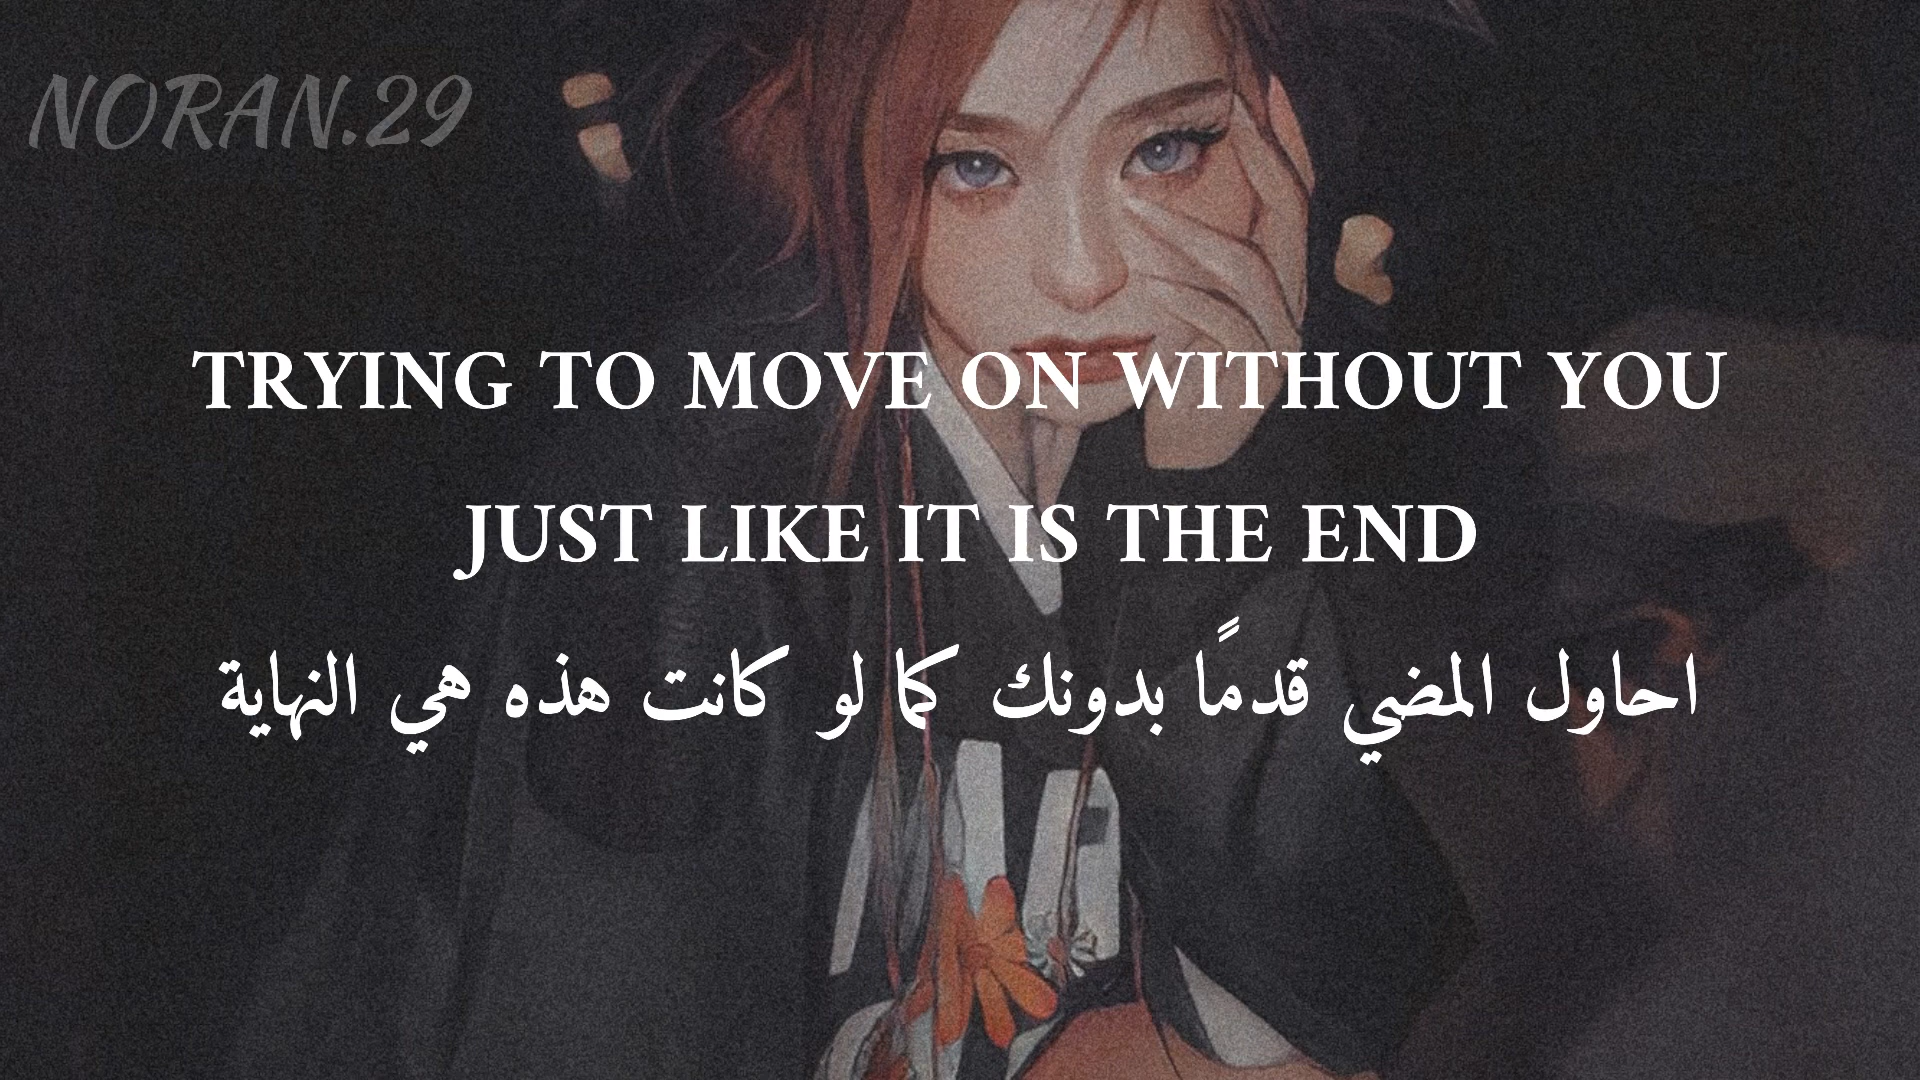 NORAN.29
TRYING TO MOVE ON WITHOUT YOU
JUST LIKE IT IS THE END
احاول المضي قدمًا بدونك كما لو كانت هذه هي النهاية